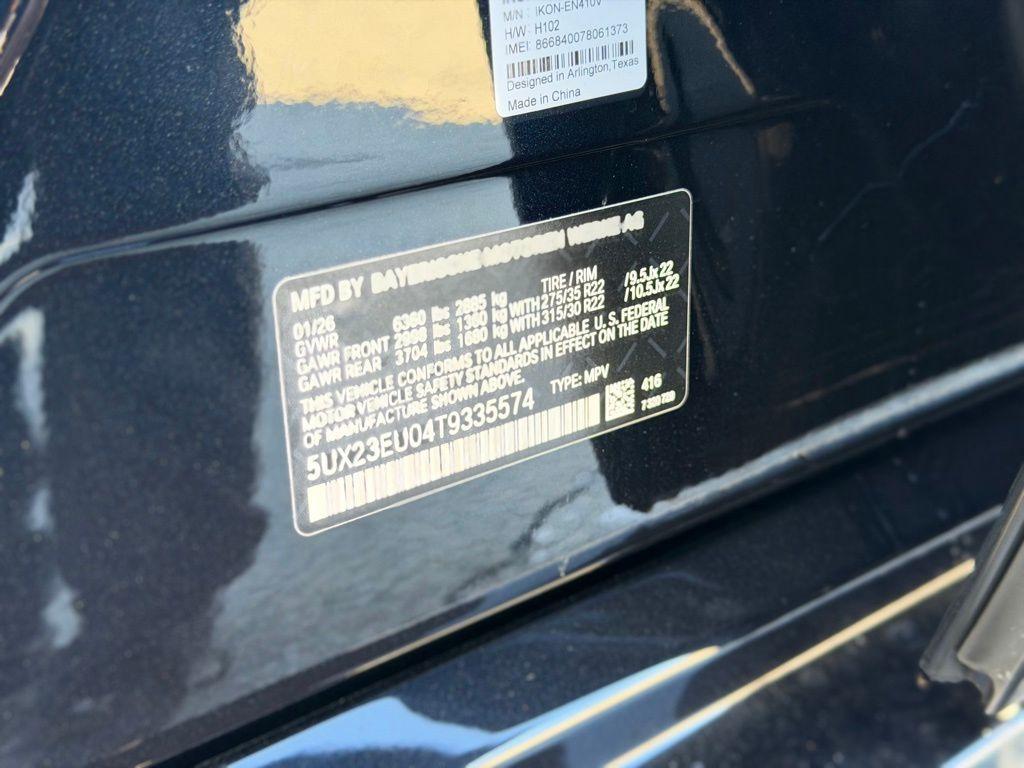 M/N : IKON-EN410V
H/W: H102
IMEI: 866840078061373
Designed in Arlington,Texas
Made in China
MFD BY BAYERISCHE MOTOREN WERKE AG
01/26 TIRE / RIM
GVWR 6360 lbs 2885 kg
GAWR FRONT 2999 lbs 1360 kg WITH 275/35 R22 /9.5Jx22
GAWR REAR 3704 lbs 1680 kg WITH 315/30 R22 /10.5Jx22
THIS VEHICLE CONFORMS TO ALL APPLICABLE U. S. FEDERAL
MOTOR VEHICLE SAFETY STANDARDS IN EFFECT ON THE DATE
OF MANUFACTURE SHOWN ABOVE. TYPE: MPV
5UX23EU04T9335574 416